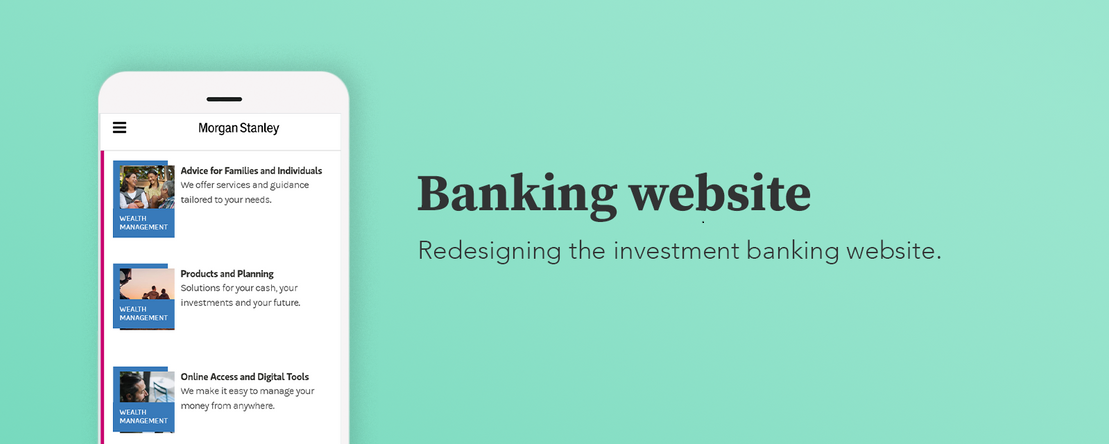 Morgan Stanley
Advice for Families and Individuals
We offer services and guidance
tailored to your needs.
WEALTH
MANAGEMENT
Products and Planning
Solutions for your cash, your
investments and your future.
WEALTH
MANAGEMENT
Online Access and Digital Tools
We make it easy to manage your
money from anywhere.
WEALTH
MANAGEMENT
Banking website
Redesigning the investment banking website.